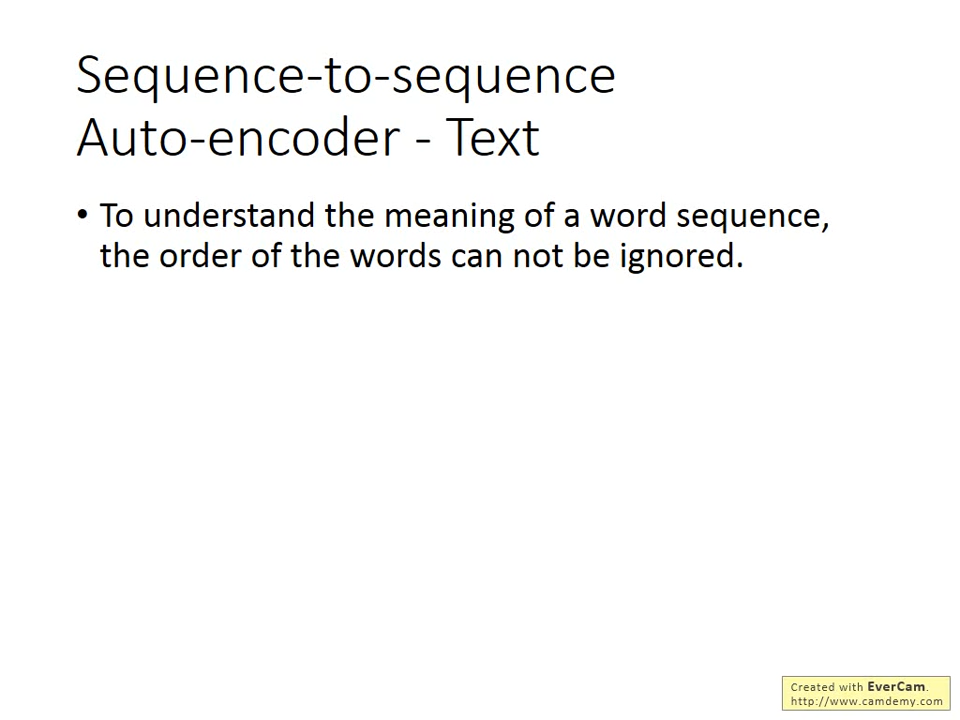 Sequence-to-sequence
Auto-encoder - Text
• To understand the meaning of a word sequence,
the order of the words can not be ignored.
Created with EverCam.
http://www.camdemy.com